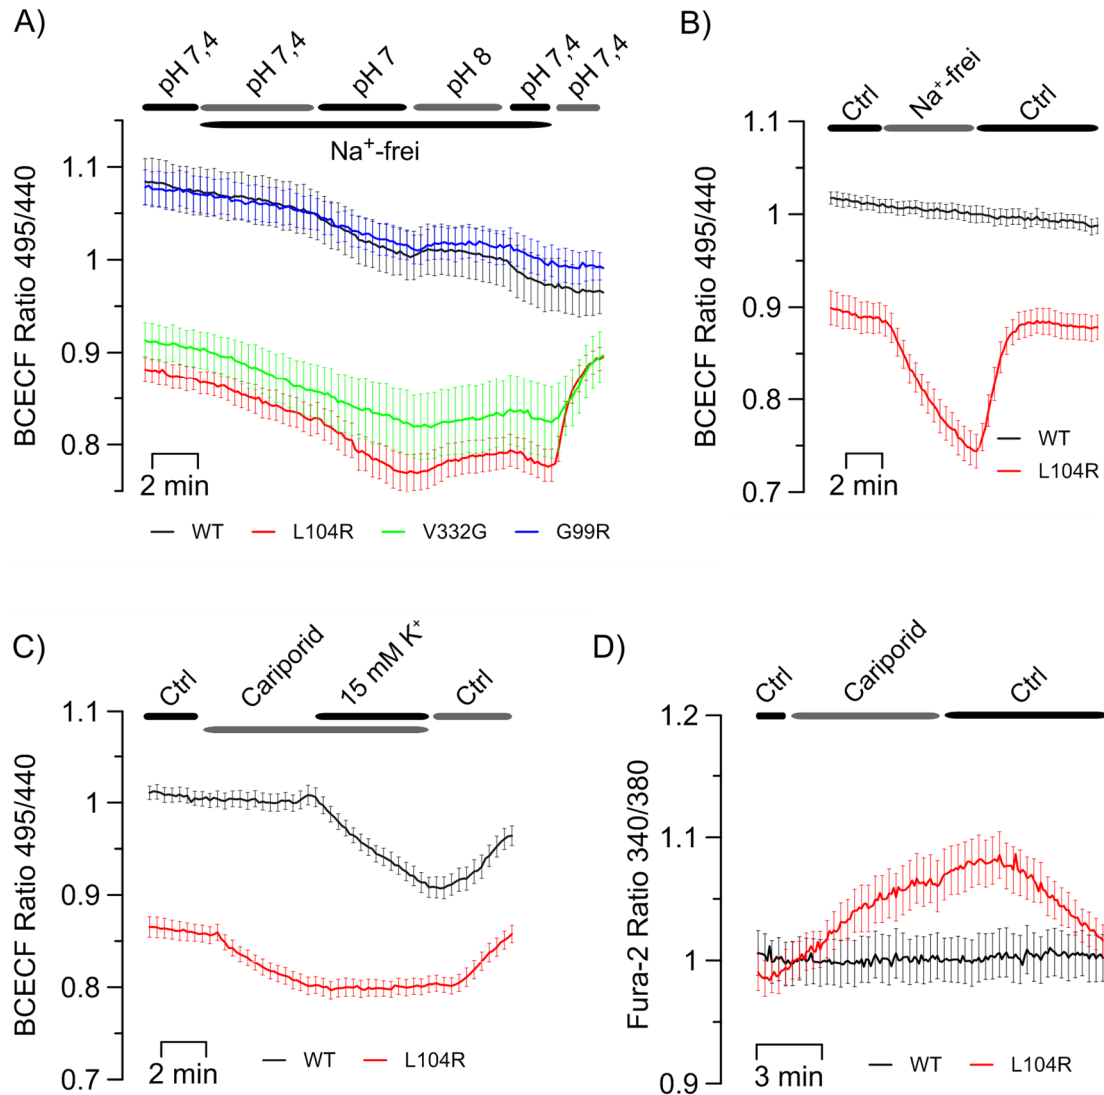 A)
pH 7,4 pH 7,4 pH 7 pH 8 pH 7,4 pH 7,4
Na⁺-frei
BCECF Ratio 495/440
1.1
1
0.9
0.8
2 min
WT L104R V332G G99R
B)
Ctrl Na⁺-frei Ctrl
BCECF Ratio 495/440
1.1
1
0.9
0.8
0.7
2 min
WT
L104R
C)
Ctrl Cariporid 15 mM K⁺ Ctrl
BCECF Ratio 495/440
1.1
1
0.9
0.8
0.7
2 min
WT L104R
D)
Ctrl Cariporid Ctrl
Fura-2 Ratio 340/380
1.2
1.1
1
0.9
3 min
WT L104R